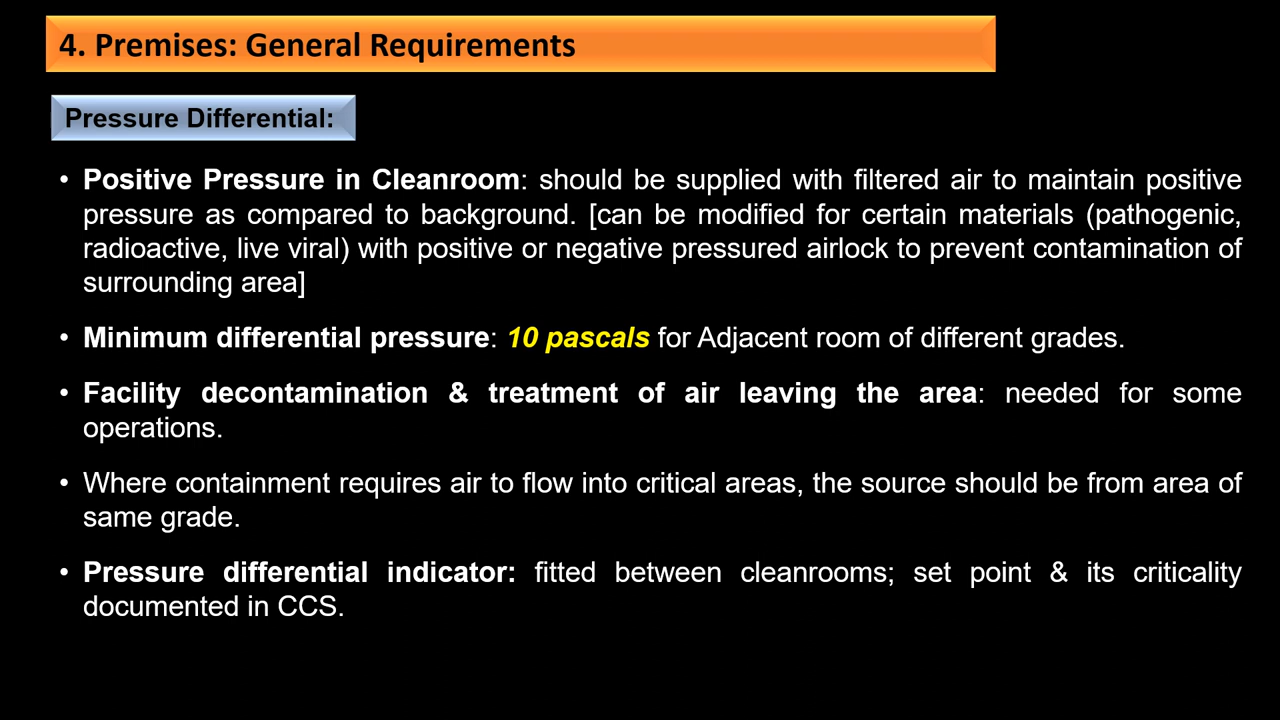 4. Premises: General Requirements
Pressure Differential:
• Positive Pressure in Cleanroom: should be supplied with filtered air to maintain positive
pressure as compared to background. [can be modified for certain materials (pathogenic,
radioactive, live viral) with positive or negative pressured airlock to prevent contamination of
surrounding area]
• Minimum differential pressure: 10 pascals for Adjacent room of different grades.
• Facility decontamination & treatment of air leaving the area: needed for some
operations.
• Where containment requires air to flow into critical areas, the source should be from area of
same grade.
• Pressure differential indicator: fitted between cleanrooms; set point & its criticality
documented in CCS.